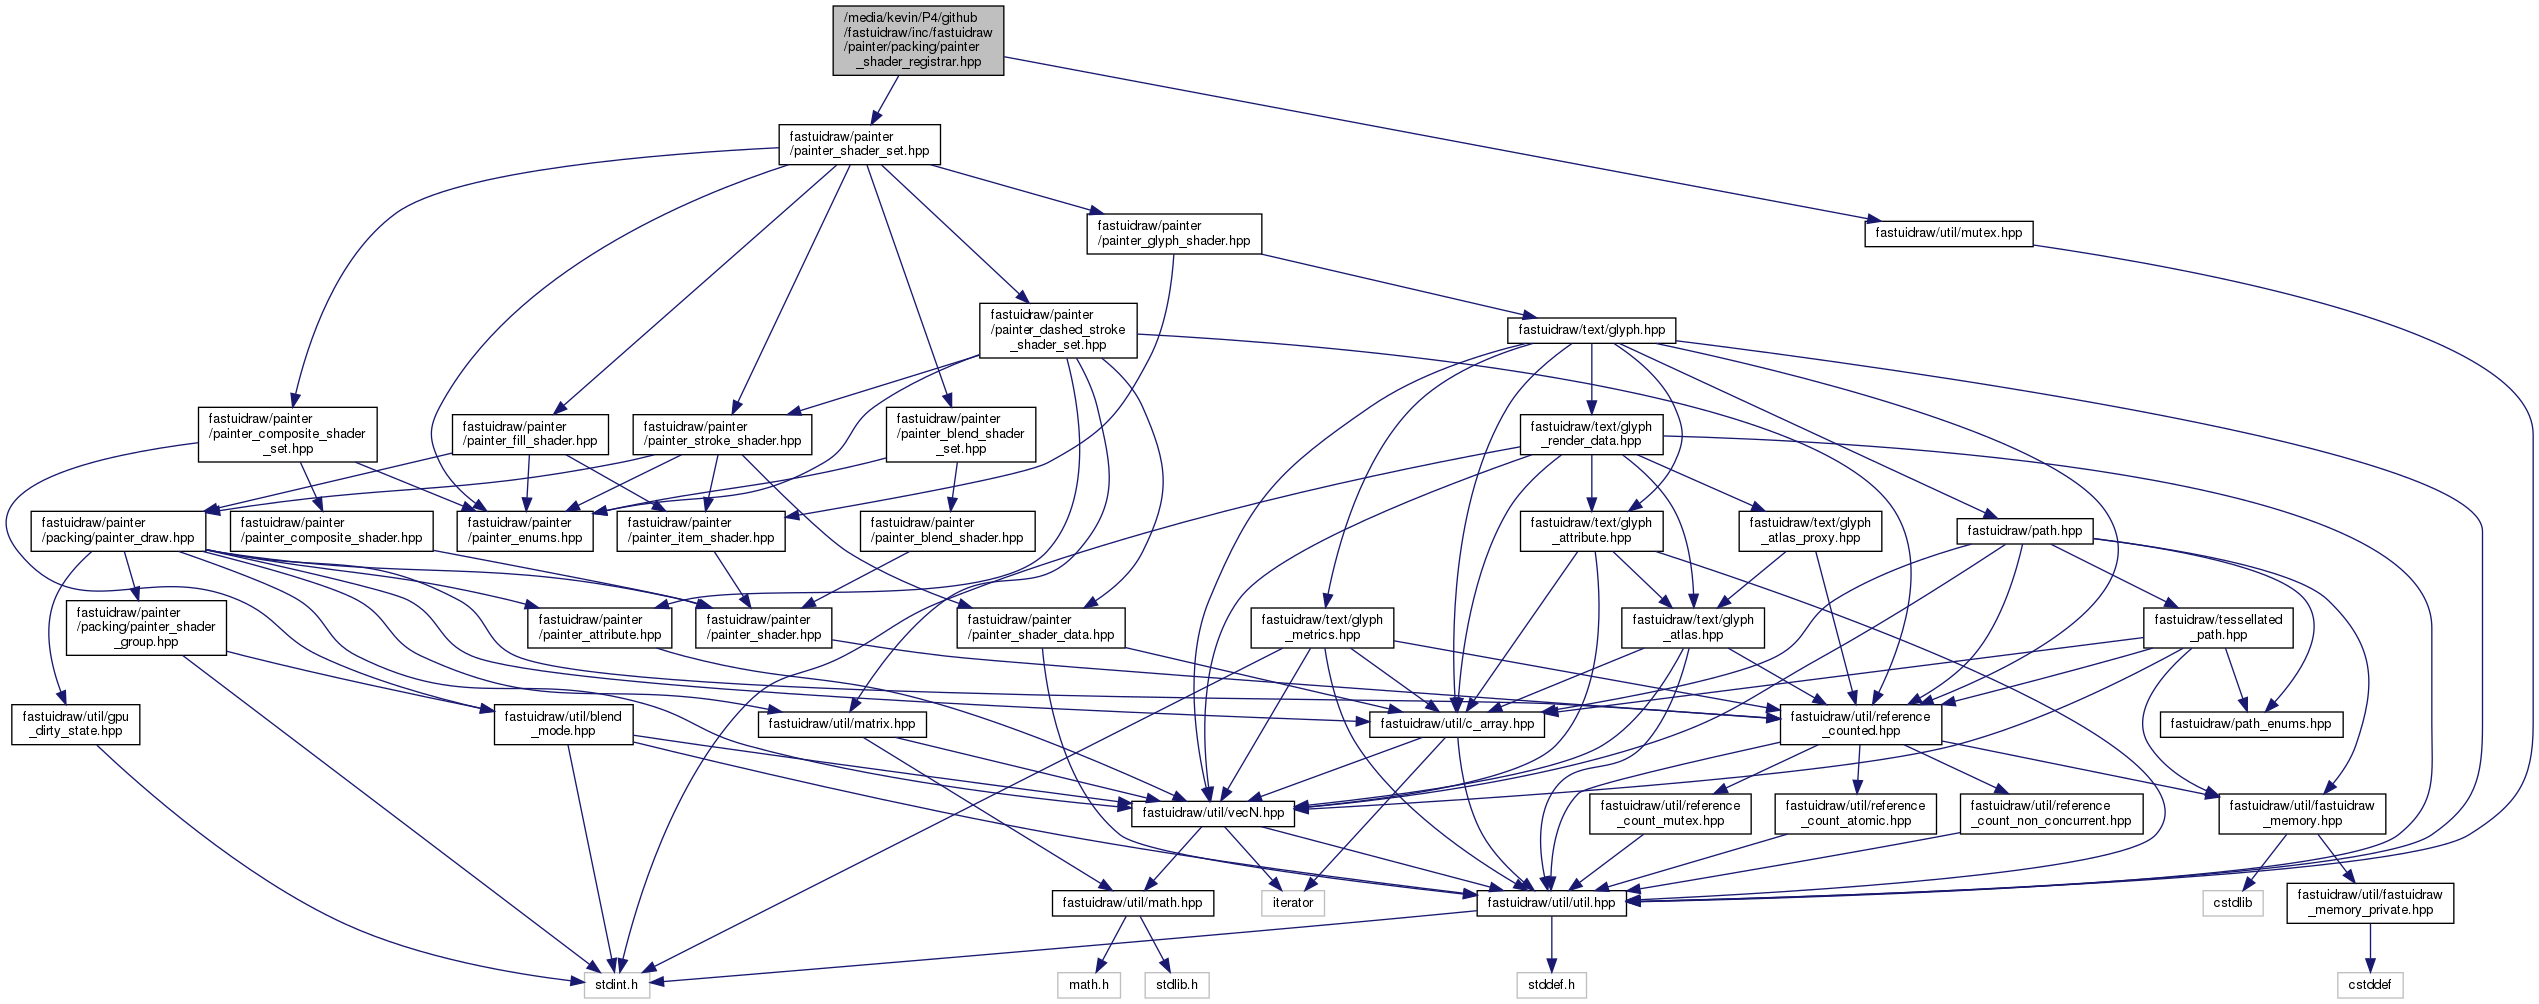 /media/kevin/P4/github
/fastuidraw/inc/fastuidraw
/painter/packing/painter
_shader_registrar.hpp
fastuidraw/painter
/painter_shader_set.hpp
fastuidraw/painter
/painter_glyph_shader.hpp
fastuidraw/util/mutex.hpp
fastuidraw/painter
/painter_dashed_stroke
_shader_set.hpp
fastuidraw/text/glyph.hpp
fastuidraw/painter
/painter_composite_shader
_set.hpp
fastuidraw/painter
/painter_fill_shader.hpp
fastuidraw/painter
/painter_stroke_shader.hpp
fastuidraw/painter
/painter_blend_shader
_set.hpp
fastuidraw/text/glyph
_render_data.hpp
fastuidraw/painter
/packing/painter_draw.hpp
fastuidraw/painter
/painter_composite_shader.hpp
fastuidraw/painter
/painter_enums.hpp
fastuidraw/painter
/painter_item_shader.hpp
fastuidraw/painter
/painter_blend_shader.hpp
fastuidraw/text/glyph
_attribute.hpp
fastuidraw/text/glyph
_atlas_proxy.hpp
fastuidraw/path.hpp
fastuidraw/painter
/packing/painter_shader
_group.hpp
fastuidraw/painter
/painter_attribute.hpp
fastuidraw/painter
/painter_shader.hpp
fastuidraw/painter
/painter_shader_data.hpp
fastuidraw/text/glyph
_metrics.hpp
fastuidraw/text/glyph
_atlas.hpp
fastuidraw/tessellated
_path.hpp
fastuidraw/util/gpu
_dirty_state.hpp
fastuidraw/util/blend
_mode.hpp
fastuidraw/util/matrix.hpp
fastuidraw/util/c_array.hpp
fastuidraw/util/reference
_counted.hpp
fastuidraw/path_enums.hpp
fastuidraw/util/vecN.hpp
fastuidraw/util/reference
_count_mutex.hpp
fastuidraw/util/reference
_count_atomic.hpp
fastuidraw/util/reference
_count_non_concurrent.hpp
fastuidraw/util/fastuidraw
_memory.hpp
fastuidraw/util/math.hpp
iterator
fastuidraw/util/util.hpp
cstdlib
fastuidraw/util/fastuidraw
_memory_private.hpp
stdint.h
math.h
stdlib.h
stddef.h
cstddef